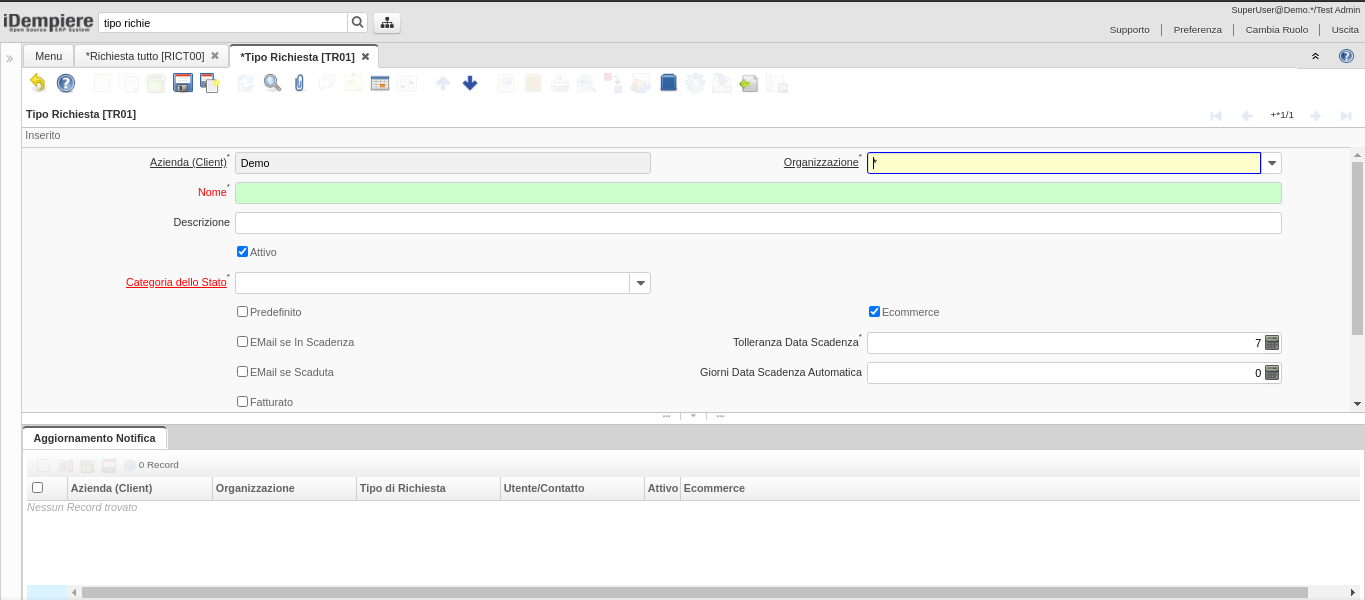 SuperUser@Demo.*/Test Admin
iDempiere
Open Source ERP System
tipo richie
Supporto Preferenza Cambia Ruolo Uscita
Menu *Richiesta tutto [RICT00] *Tipo Richiesta [TR01]
Tipo Richiesta [TR01] +*1/1
Inserito
Azienda (Client)* Demo Organizzazione* *
Nome*
Descrizione
Attivo
Categoria dello Stato*
Predefinito Ecommerce
EMail se In Scadenza Tolleranza Data Scadenza* 7
EMail se Scaduta Giorni Data Scadenza Automatica 0
Fatturato
Aggiornamento Notifica
0 Record
Azienda (Client) Organizzazione Tipo di Richiesta Utente/Contatto Attivo Ecommerce
Nessun Record trovato